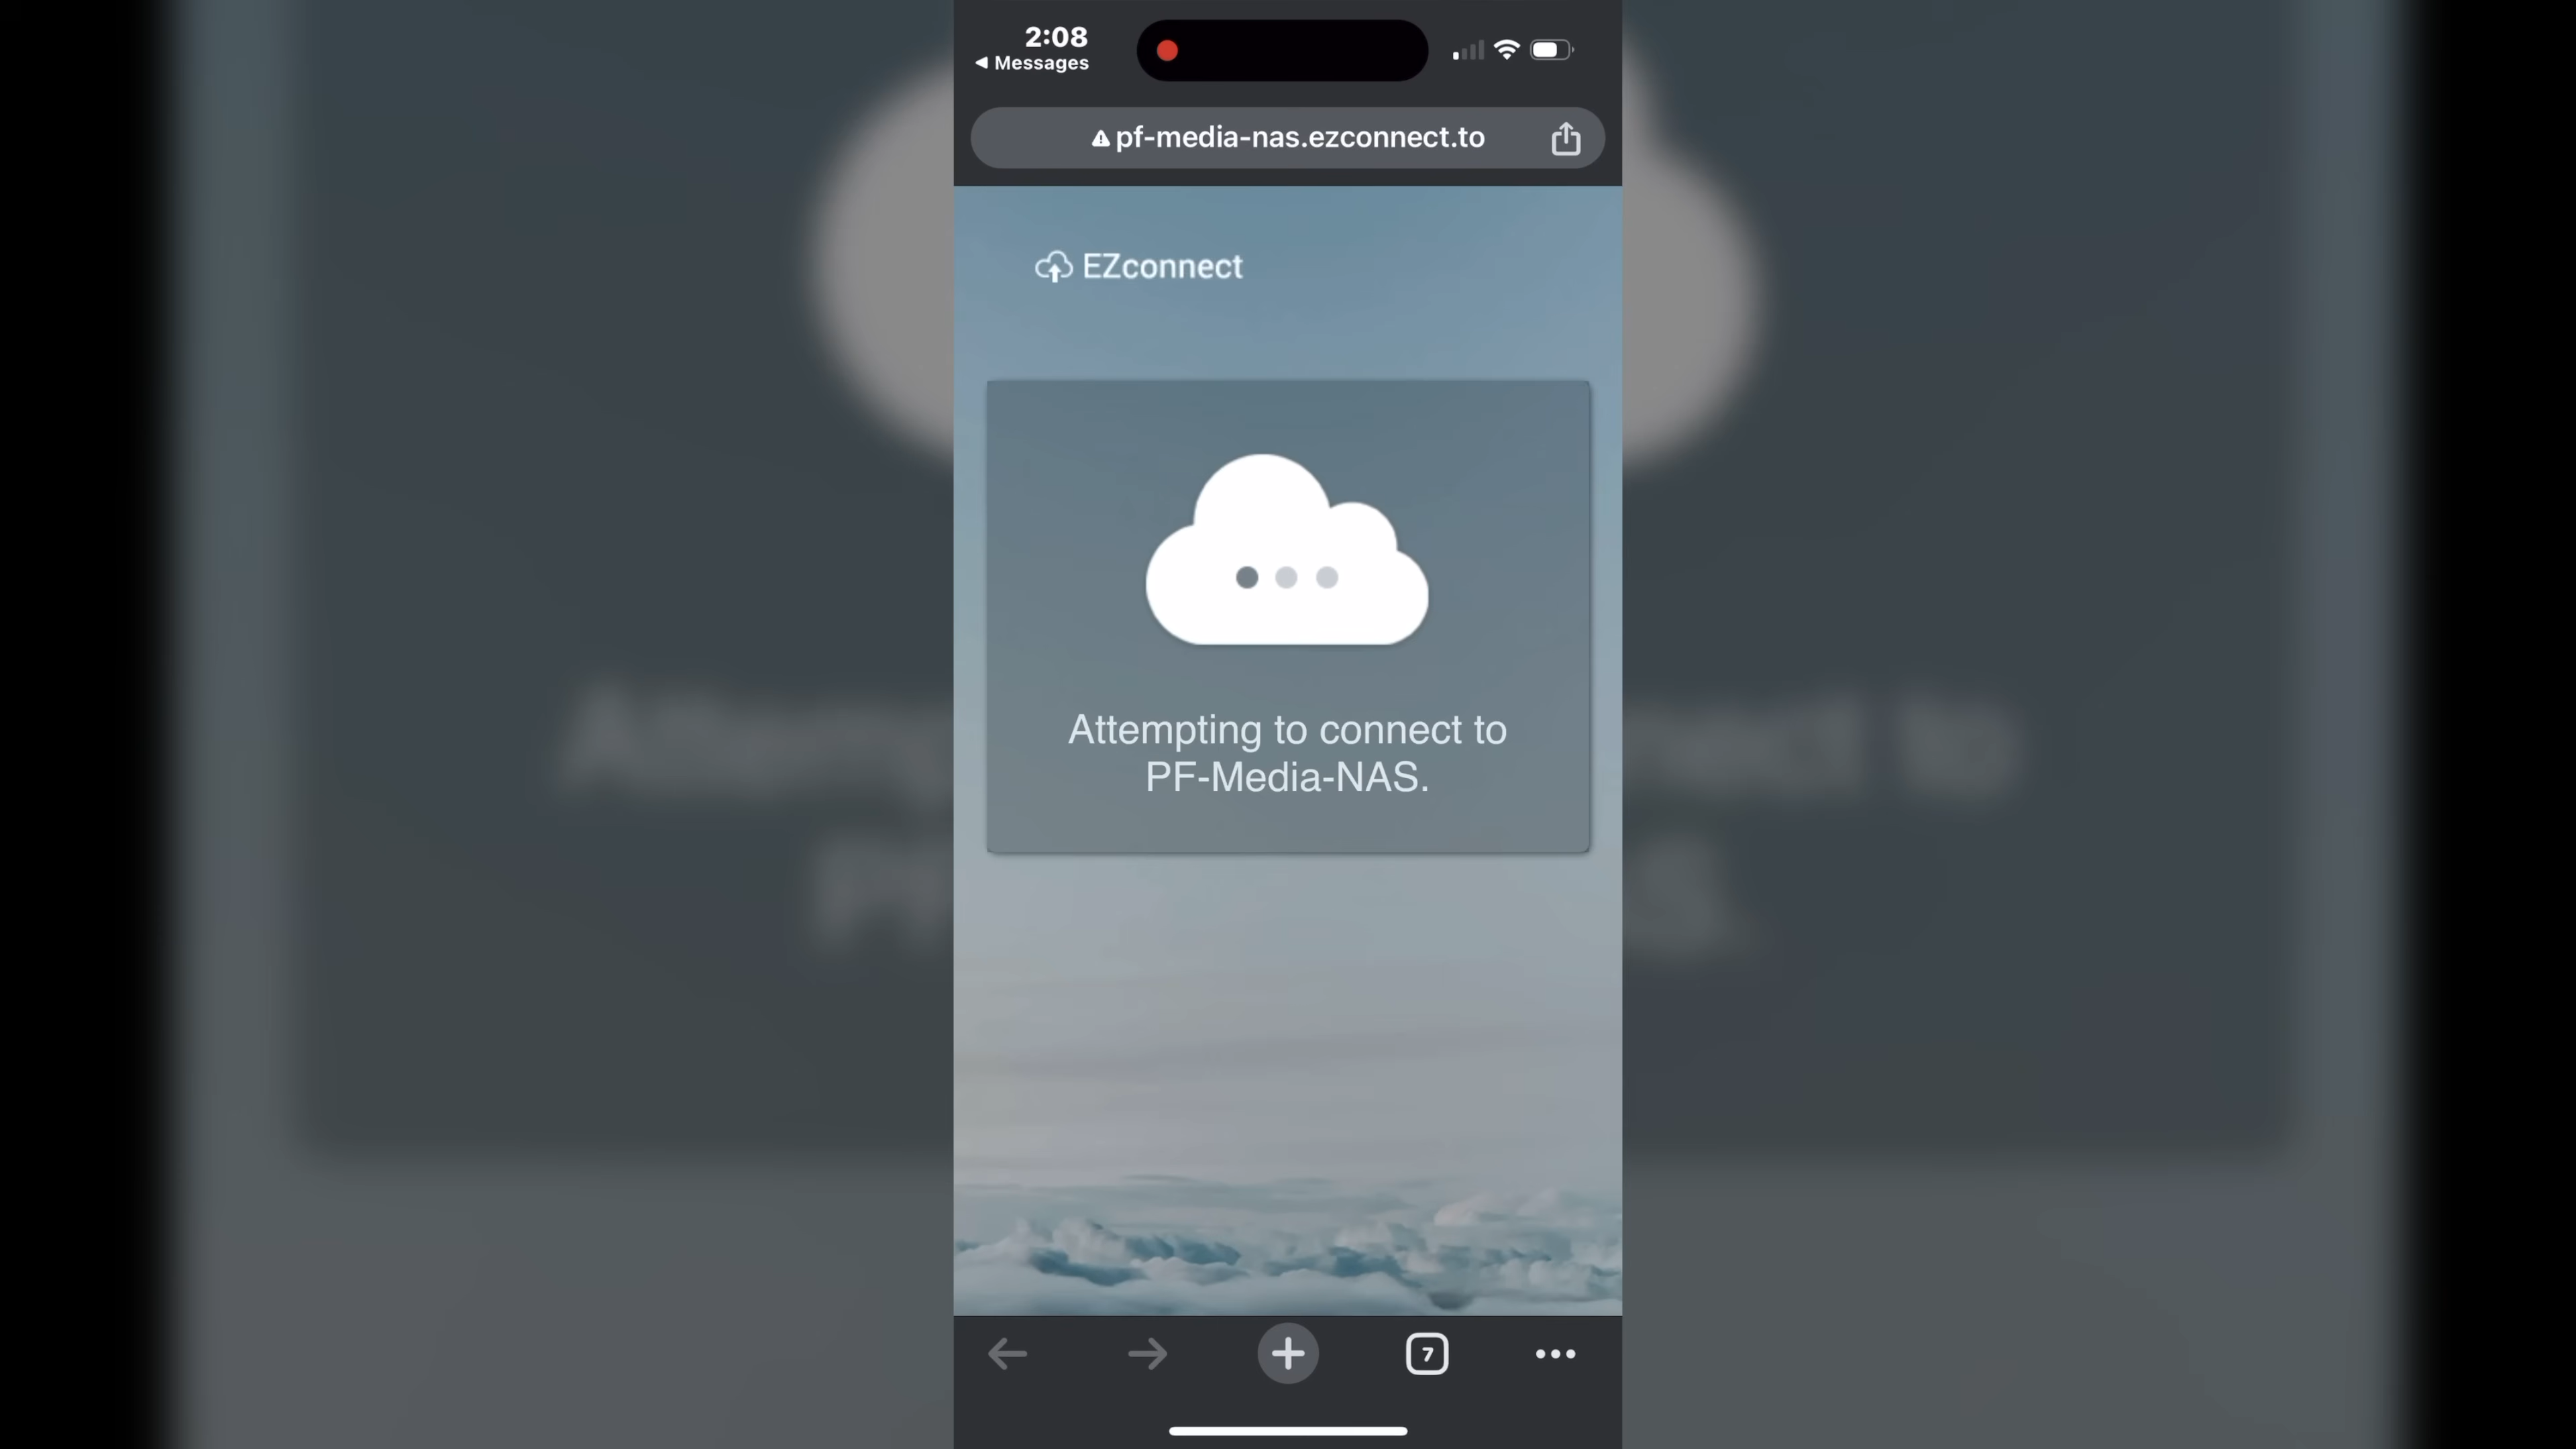 2:08
Messages
pf-media-nas.ezconnect.to
EZconnect
Attempting to connect to
PF-Media-NAS.
7